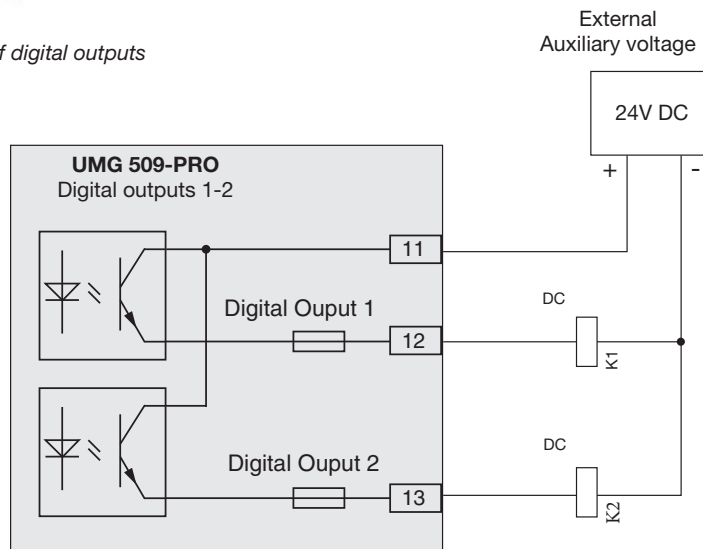 External
Auxiliary voltage
f digital outputs
24V DC
UMG 509-PRO
Digital outputs 1-2
+ -
11
DC
Digital Ouput 1
12
K1
DC
Digital Ouput 2
13
K2